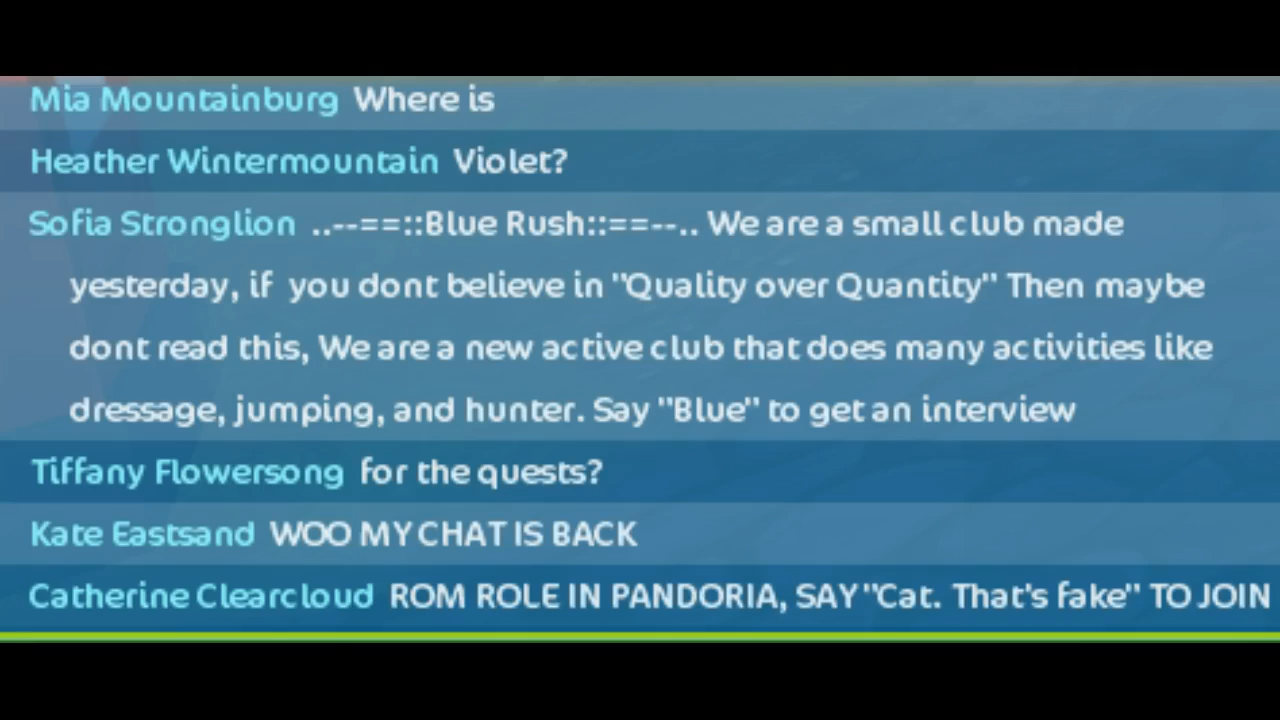 Mia Mountainburg Where is
Heather Wintermountain Violet?
Sofia Stronglion ..--==::Blue Rush::==--.. We are a small club made
yesterday, if you dont believe in "Quality over Quantity" Then maybe
dont read this, We are a new active club that does many activities like
dressage, jumping, and hunter. Say "Blue" to get an interview
Tiffany Flowersong for the quests?
Kate Eastsand WOO MY CHAT IS BACK
Catherine Clearcloud ROM ROLE IN PANDORIA, SAY "Cat. That's fake" TO JOIN